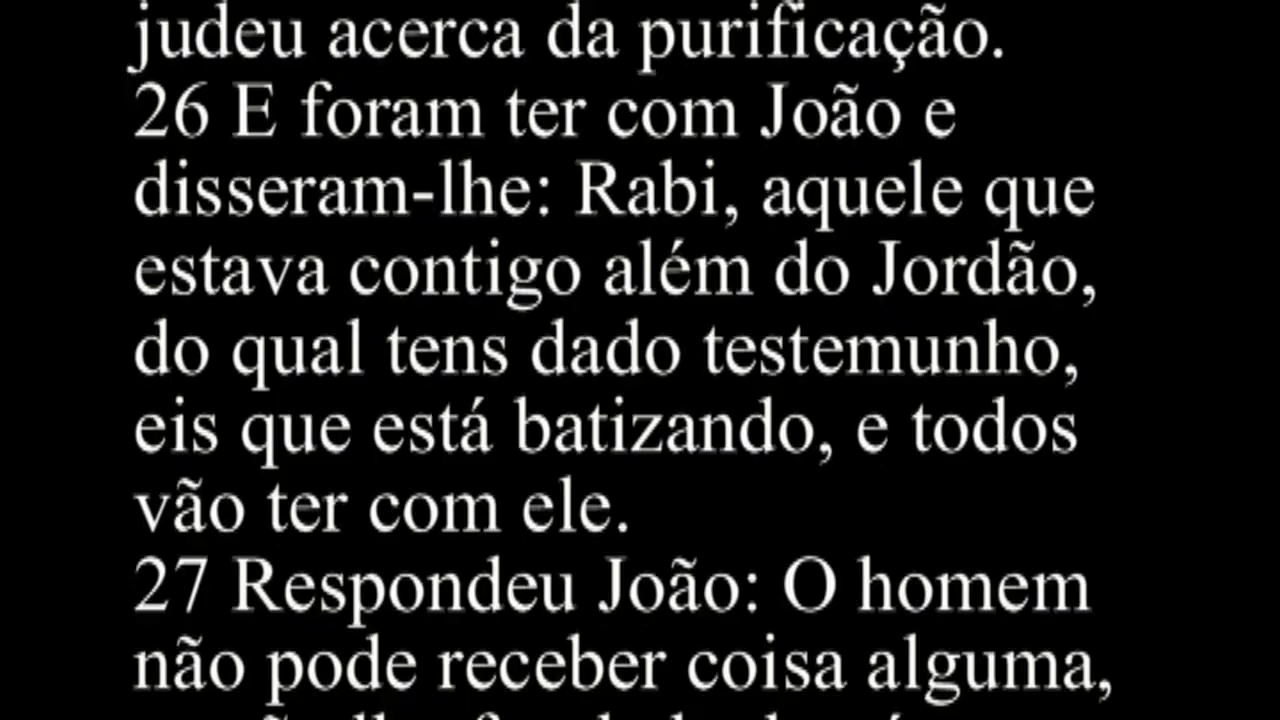 judeu acerca da purificação.
26 E foram ter com João e
disseram-lhe: Rabi, aquele que
estava contigo além do Jordão,
do qual tens dado testemunho,
eis que está batizando, e todos
vão ter com ele.
27 Respondeu João: O homem
não pode receber coisa alguma,